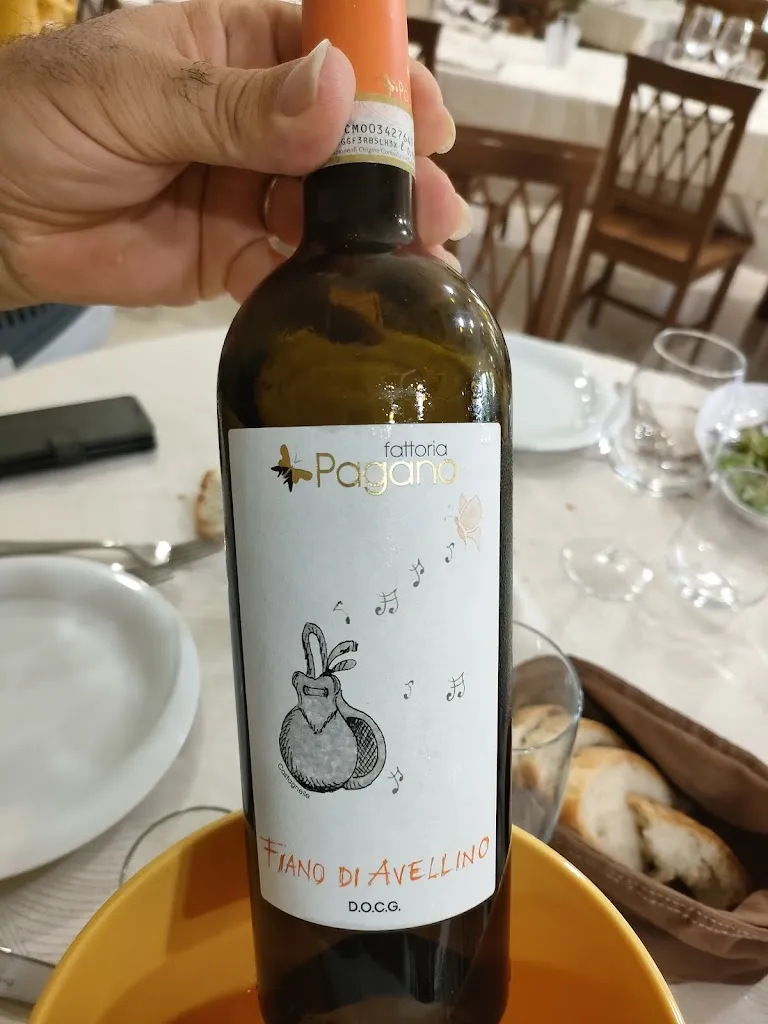 fattoria
Pagano
Castagnelle
FIANO DI AVELLINO
D.O.C.G.